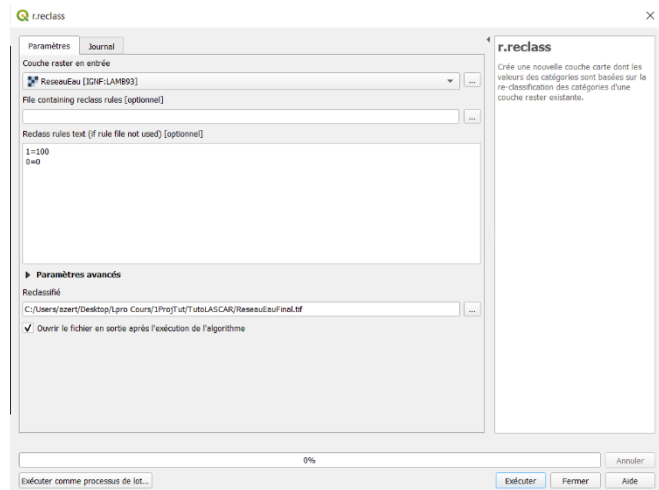 r.reclass
Paramètres
Journal
Couche raster en entrée
ReseauEau [IGNF:LAMB93]
...
File containing reclass rules [optionnel]
...
Reclass rules text (if rule file not used) [optionnel]
1=100
0=0
Paramètres avancés
Reclassifié
C:/Users/azert/Desktop/Lpro Cours/1ProjTut/TutoLASCAR/ReseauEauFinal.tif
...
Ouvrir le fichier en sortie après l'exécution de l'algorithme
r.reclass
Crée une nouvelle couche carte dont les
valeurs des catégories sont basées sur la
re-classification des catégories d'une
couche raster existante.
0%
Annuler
Exécuter comme processus de lot...
Exécuter
Fermer
Aide